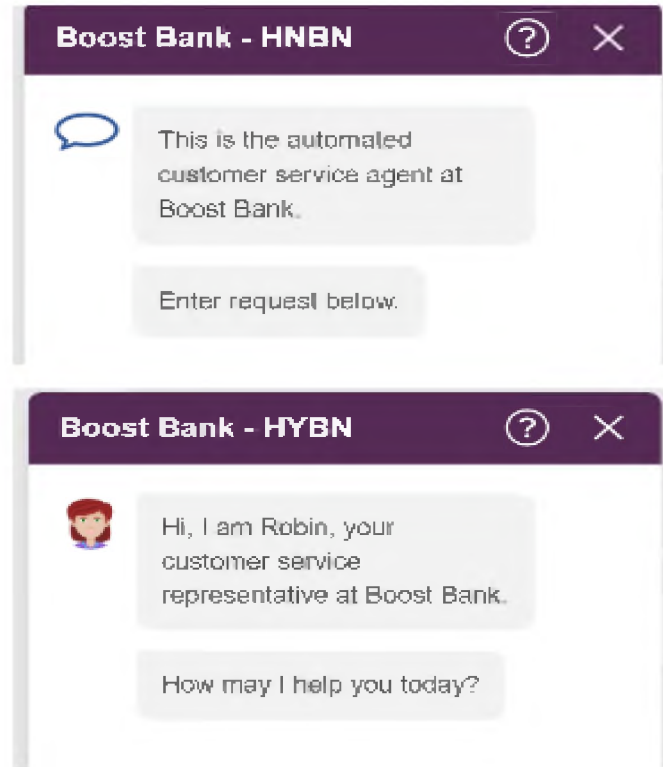 Boost Bank - HNBN ?
This is the automated
customer service agent at
Boost Bank.
Enter request below.
Boost Bank - HYBN ?
Hi, I am Robin, your
customer service
representative at Boost Bank.
How may I help you today?